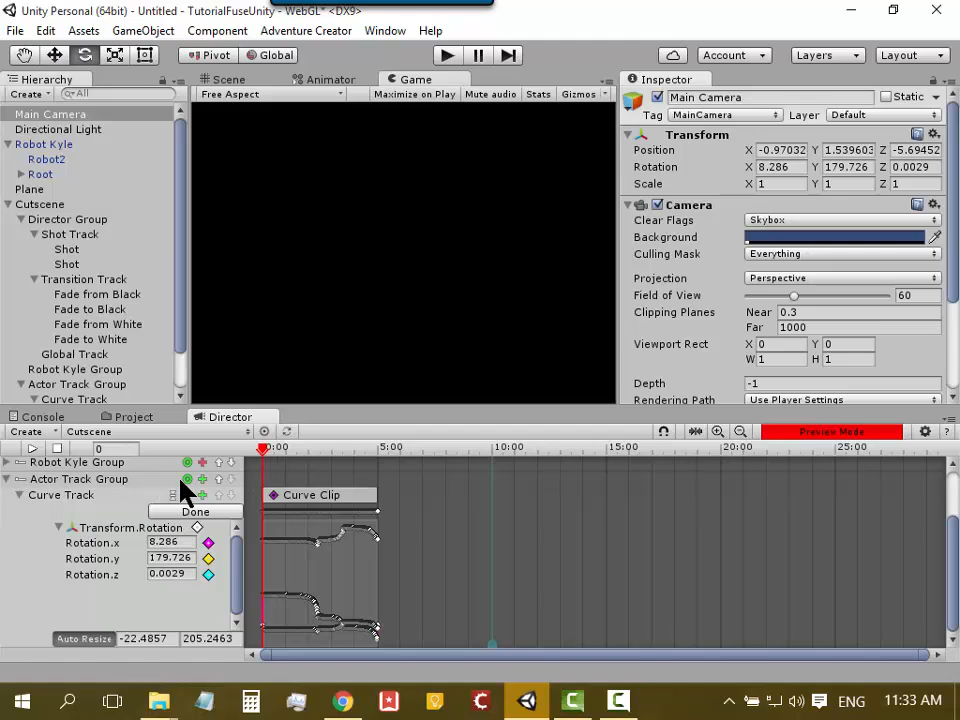 Unity Personal (64bit) - Untitled - TutorialFuseUnity - WebGL* <DX9>
File Edit Assets GameObject Component Adventure Creator Window Help
Pivot Global Account Layers Layout
Hierarchy Scene Animator Game Inspector
Create All Free Aspect Maximize on Play Mute audio Stats Gizmos Main Camera Static
Main Camera Tag MainCamera Layer Default
Directional Light Transform
Robot Kyle Position X -0.97032 Y 1.539603 Z -5.69452
Robot2 Rotation X 8.286 Y 179.726 Z 0.0029
Root Scale X 1 Y 1 Z 1
Plane
Cutscene Camera
Director Group Clear Flags Skybox
Shot Track Background
Shot Culling Mask Everything
Shot
Transition Track Projection Perspective
Fade from Black Field of View 60
Fade to Black Clipping Planes Near 0.3
Fade from White Far 1000
Fade to White Viewport Rect X 0 Y 0
Global Track W 1 H 1
Robot Kyle Group
Actor Track Group Depth -1
Curve Track Rendering Path Use Player Settings
Console Project Director
Create Cutscene Preview Mode ?
0 0:00 5:00 10:00 15:00 20:00 25:00
Robot Kyle Group
Actor Track Group
Curve Track Curve Clip
Done
Transform.Rotation
Rotation.x 8.286
Rotation.y 179.726
Rotation.z 0.0029
Auto Resize -22.4857 205.2463
ENG 11:33 AM